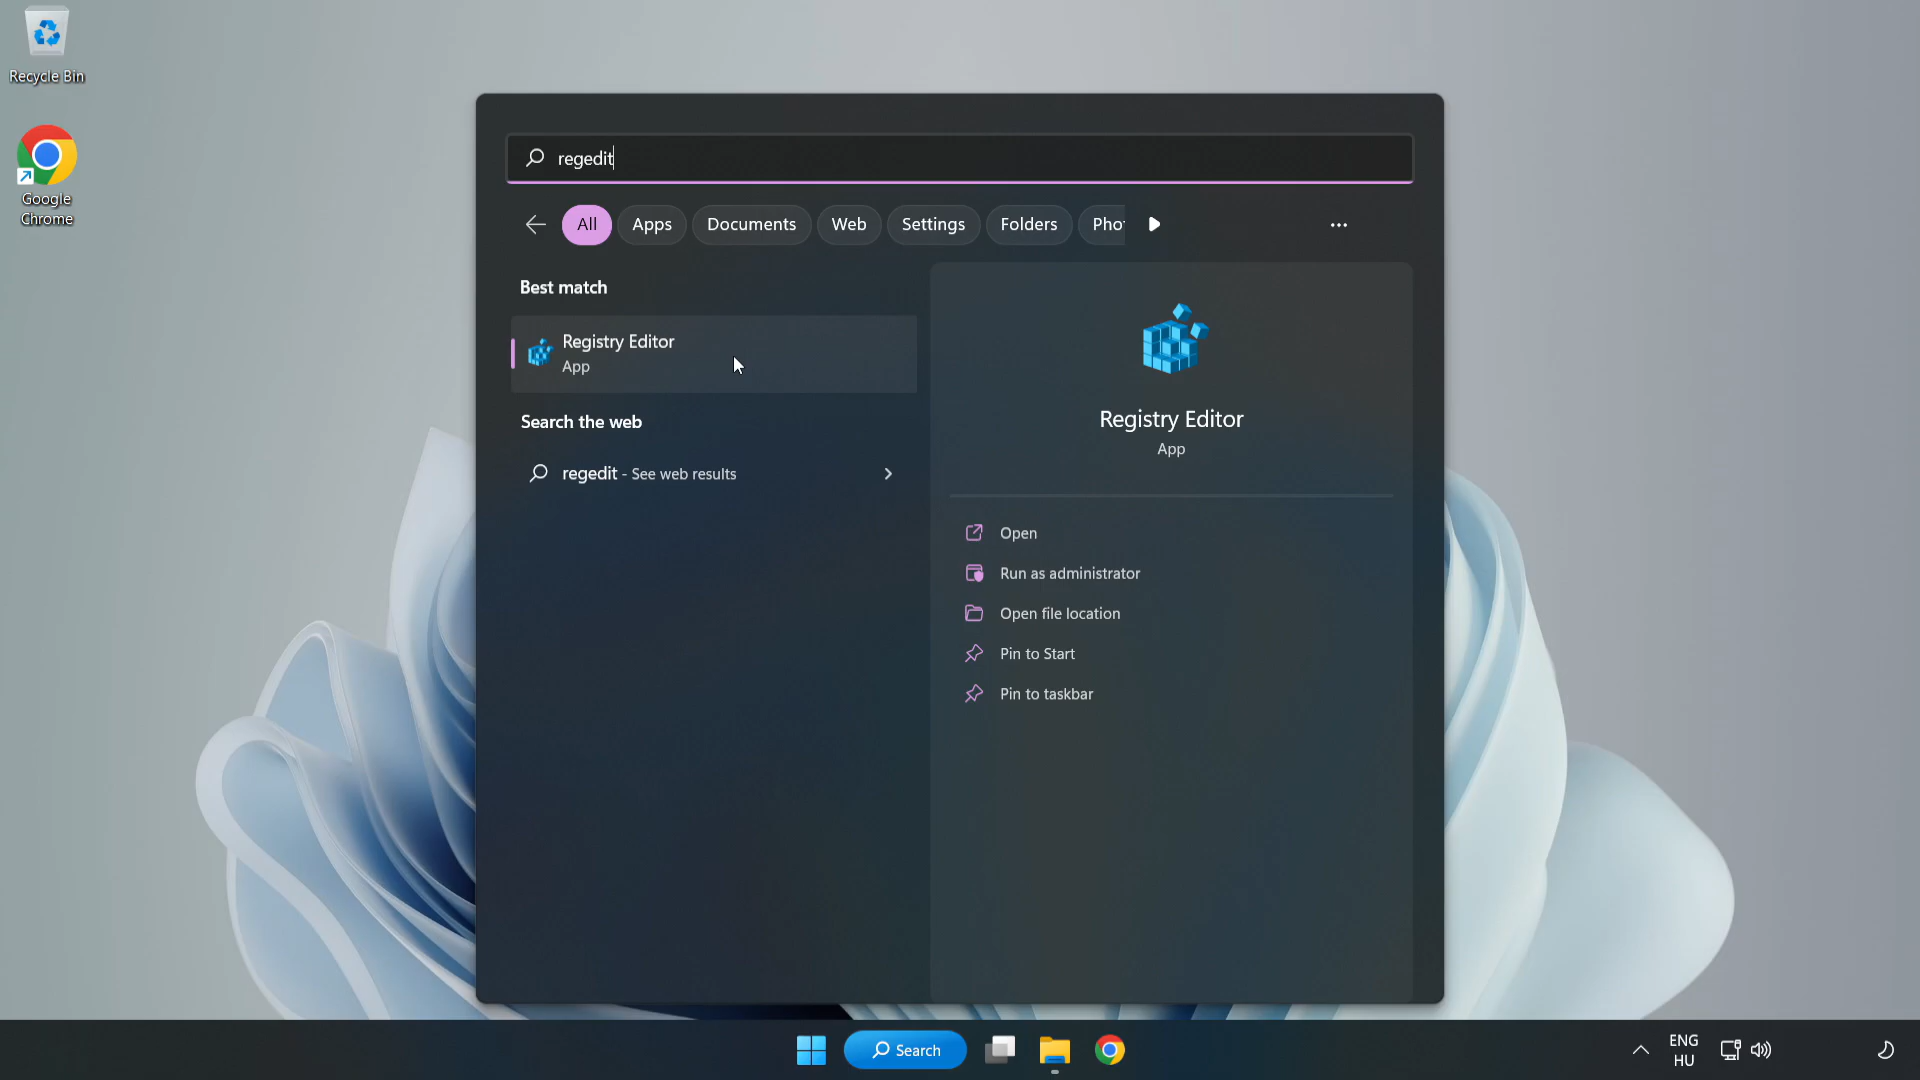 Recycle Bin
Google
Chrome
regedit
All Apps Documents Web Settings Folders
Best match
Registry Editor
App
Search the web
regedit - See web results
Registry Editor
App
Open
Run as administrator
Open file location
Pin to Start
Pin to taskbar
Search
ENG
HU